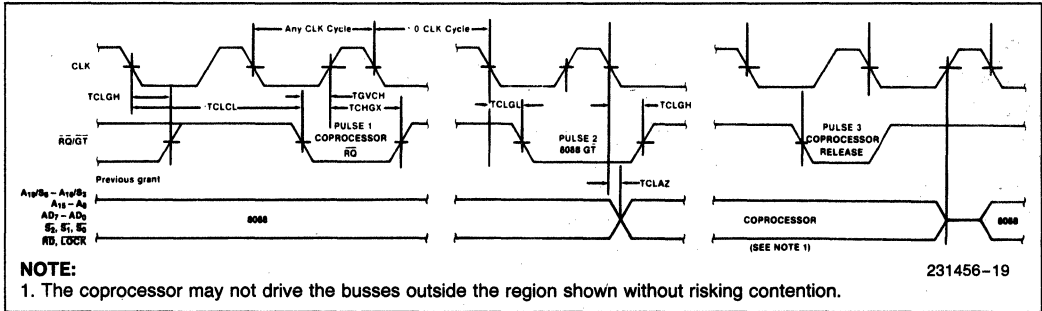 Any CLK Cycle
0 CLK Cycle
CLK
TCLGH
TCLCL
TGVCH
TCHGX
TCLGL
TCLGH
RQ/GT
PULSE 1
COPROCESSOR
RQ
PULSE 2
8088 GT
PULSE 3
COPROCESSOR
RELEASE
Previous grant
TCLAZ
A19/S6 – A16/S3
A15 – A8
AD7 – AD0
S2, S1, S0
RD, LOCK
8088
COPROCESSOR
(SEE NOTE 1)
8088
NOTE:
231456–19
1. The coprocessor may not drive the busses outside the region shown without risking contention.